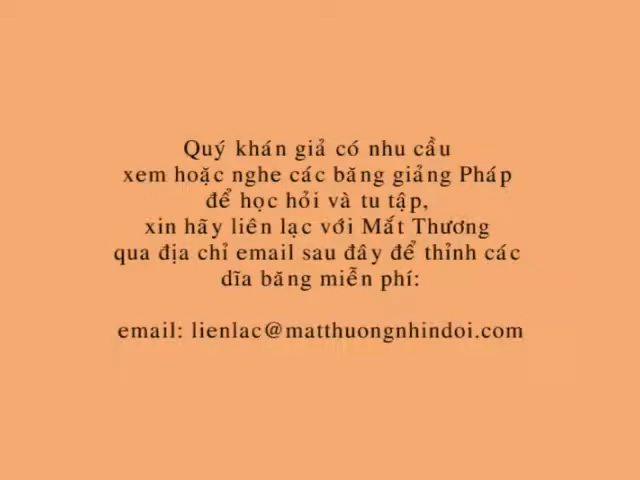 Quý khán giả có nhu cầu
xem hoặc nghe các băng giảng Pháp
để học hỏi và tu tập,
xin hãy liên lạc với Mắt Thương
qua địa chỉ email sau đây để thỉnh các
dĩa băng miễn phí:
email: lienlac@matthuongnhindoi.com